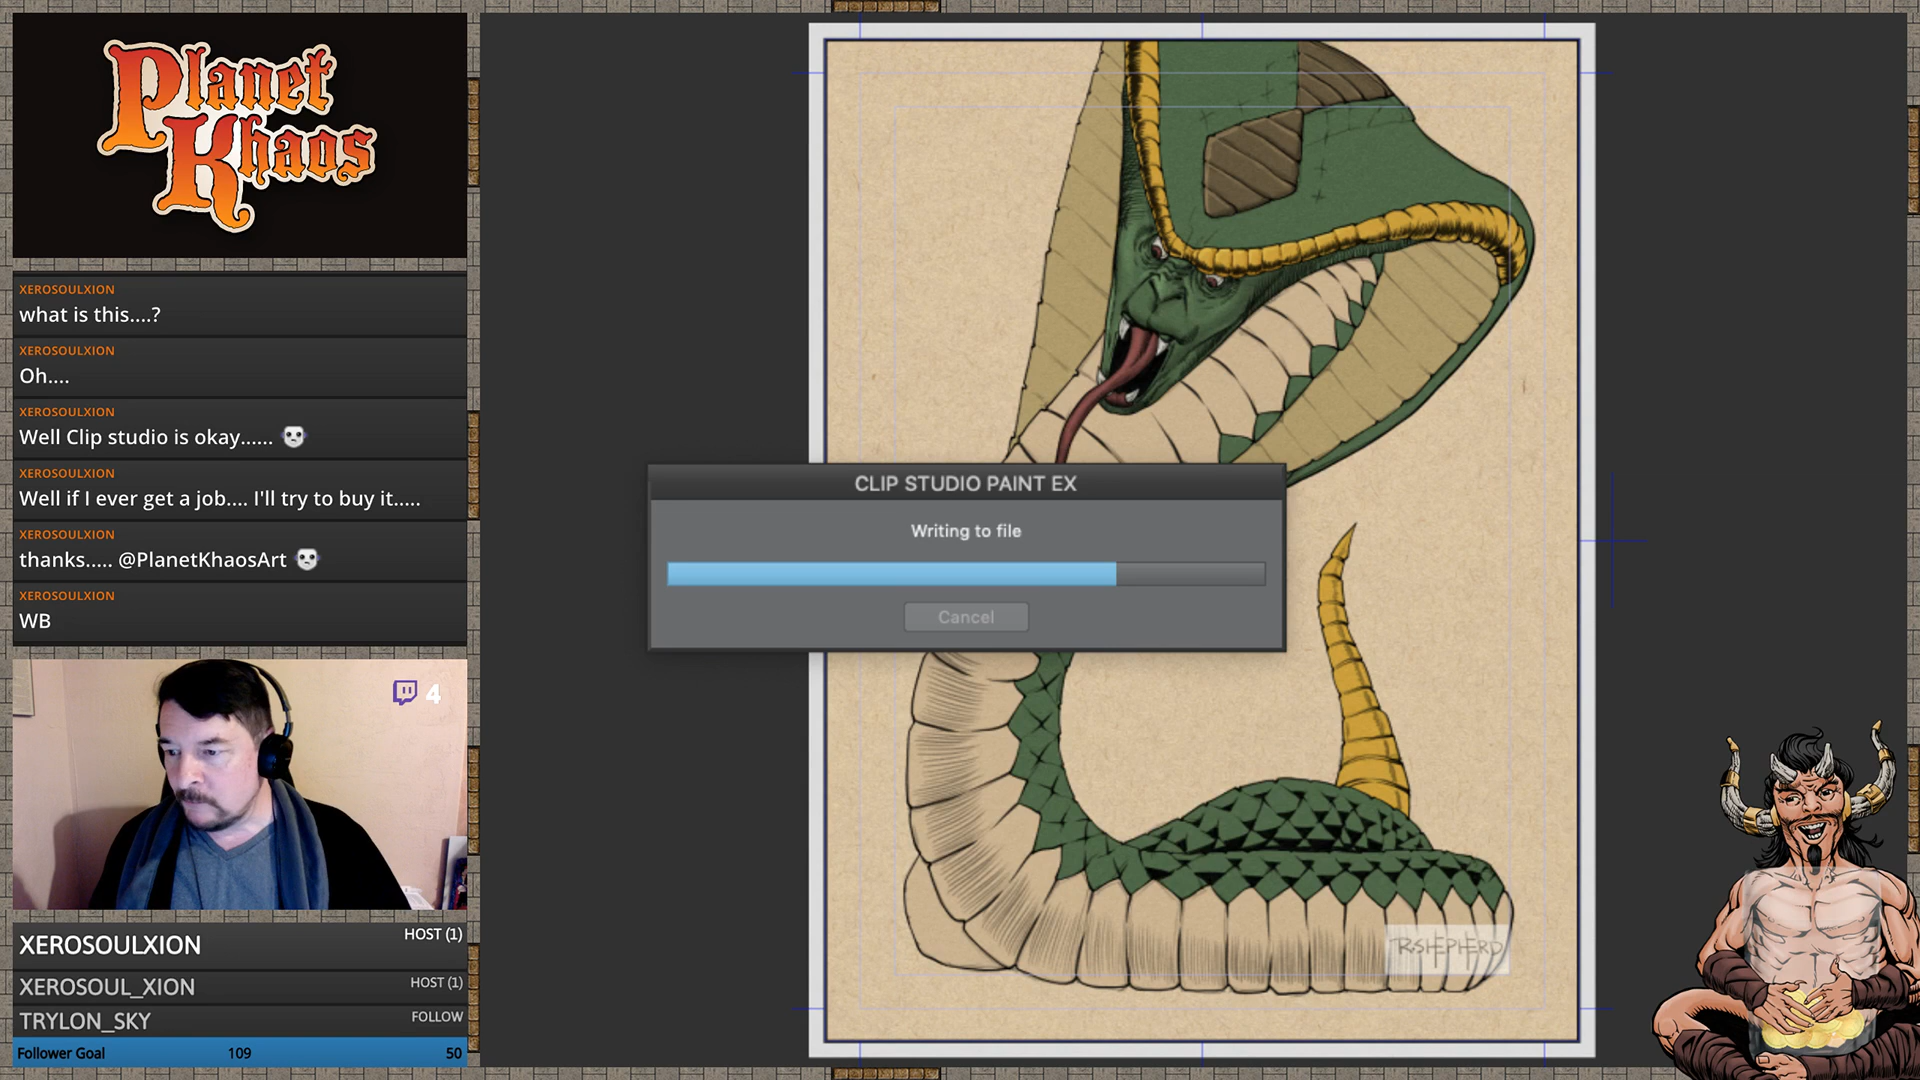 Planet
Khaos
XEROSOULXION
what is this....?
XEROSOULXION
Oh....
XEROSOULXION
Well Clip studio is okay......
XEROSOULXION
Well if I ever get a job.... I'll try to buy it.....
XEROSOULXION
thanks..... @PlanetKhaosArt
XEROSOULXION
WB
4
XEROSOULXION HOST (1)
XEROSOUL_XION HOST (1)
TRYLON_SKY FOLLOW
Follower Goal 109 50
CLIP STUDIO PAINT EX
Writing to file
Cancel
R.SHEPHERD